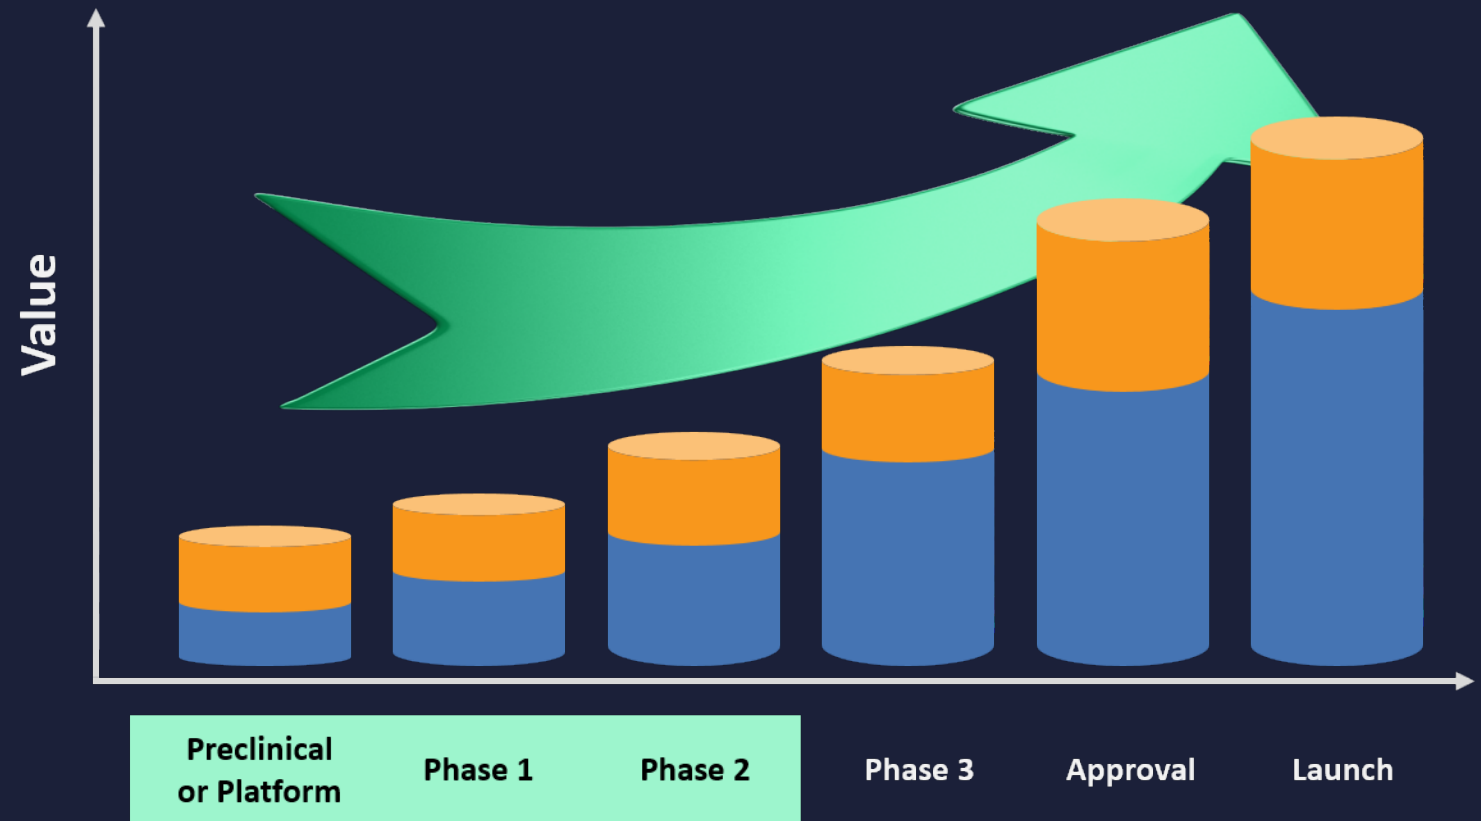 Value
Preclinical
or Platform
Phase 1
Phase 2
Phase 3
Approval
Launch